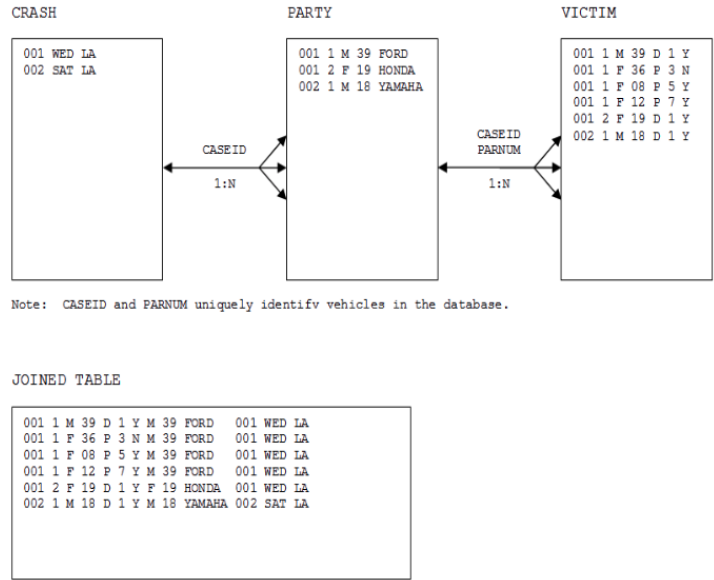 CRASH
001 WED LA
002 SAT LA
CASEID
1:N
PARTY
001 1 M 39 FORD
001 2 F 19 HONDA
002 1 M 18 YAMAHA
CASEID
PARNUM
1:N
VICTIM
001 1 M 39 D 1 Y
001 1 F 36 P 3 N
001 1 F 08 P 5 Y
001 1 F 12 P 7 Y
001 2 F 19 D 1 Y
002 1 M 18 D 1 Y
Note: CASEID and PARNUM uniquely identify vehicles in the database.
JOINED TABLE
001 1 M 39 D 1 Y M 39 FORD 001 WED LA
001 1 F 36 P 3 N M 39 FORD 001 WED LA
001 1 F 08 P 5 Y M 39 FORD 001 WED LA
001 1 F 12 P 7 Y M 39 FORD 001 WED LA
001 2 F 19 D 1 Y F 19 HONDA 001 WED LA
002 1 M 18 D 1 Y M 18 YAMAHA 002 SAT LA